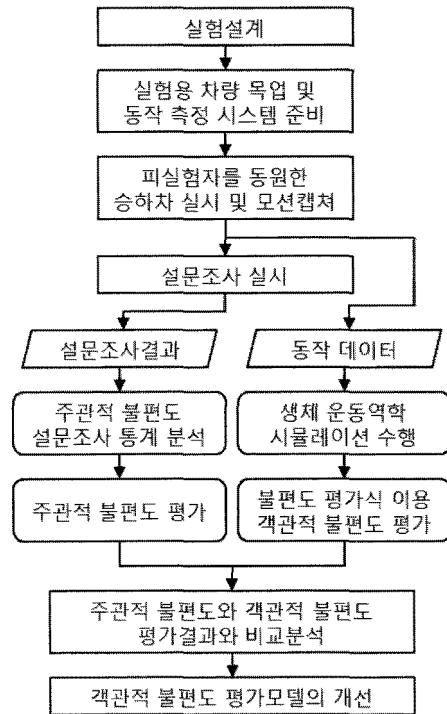 실험설계
실험용 차량 목업 및
동작 측정 시스템 준비
피실험자를 동원한
승하차 실시 및 모션캡쳐
설문조사 실시
설문조사결과
동작 데이터
주관적 불편도
설문조사 통계 분석
생체 운동역학
시뮬레이션 수행
주관적 불편도 평가
불편도 평가식 이용
객관적 불편도 평가
주관적 불편도와 객관적 불편도
평가결과와 비교분석
객관적 불편도 평가모델의 개선